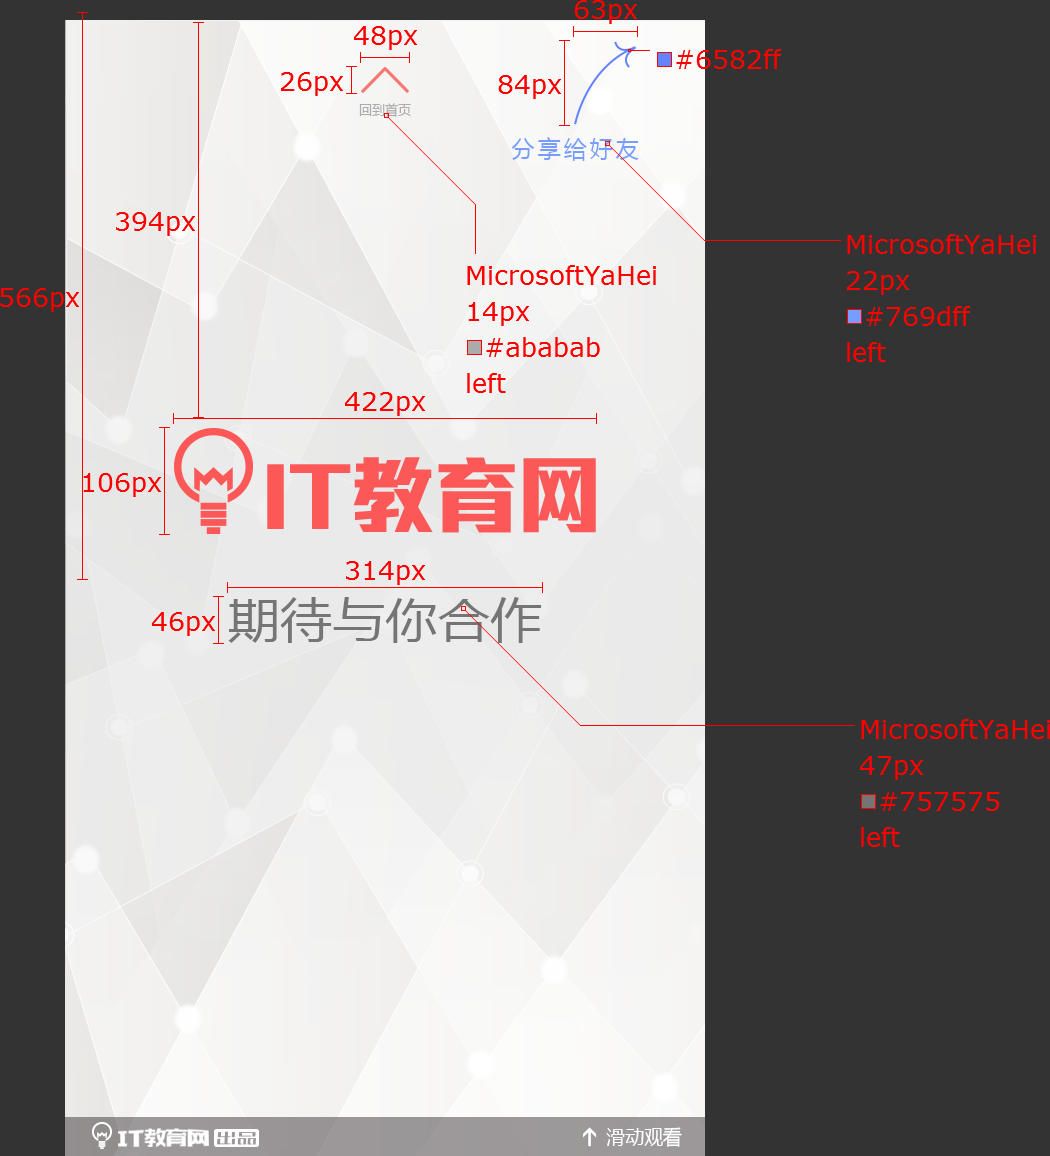 63px
48px
#6582ff
26px
84px
回到首页
分享给好友
394px
MicrosoftYaHei
22px
#769dff
left
MicrosoftYaHei
14px
#ababab
left
566px
422px
106px
IT教育网
314px
46px
期待与你合作
MicrosoftYaHei
47px
#757575
left
IT教育网 出品
滑动观看